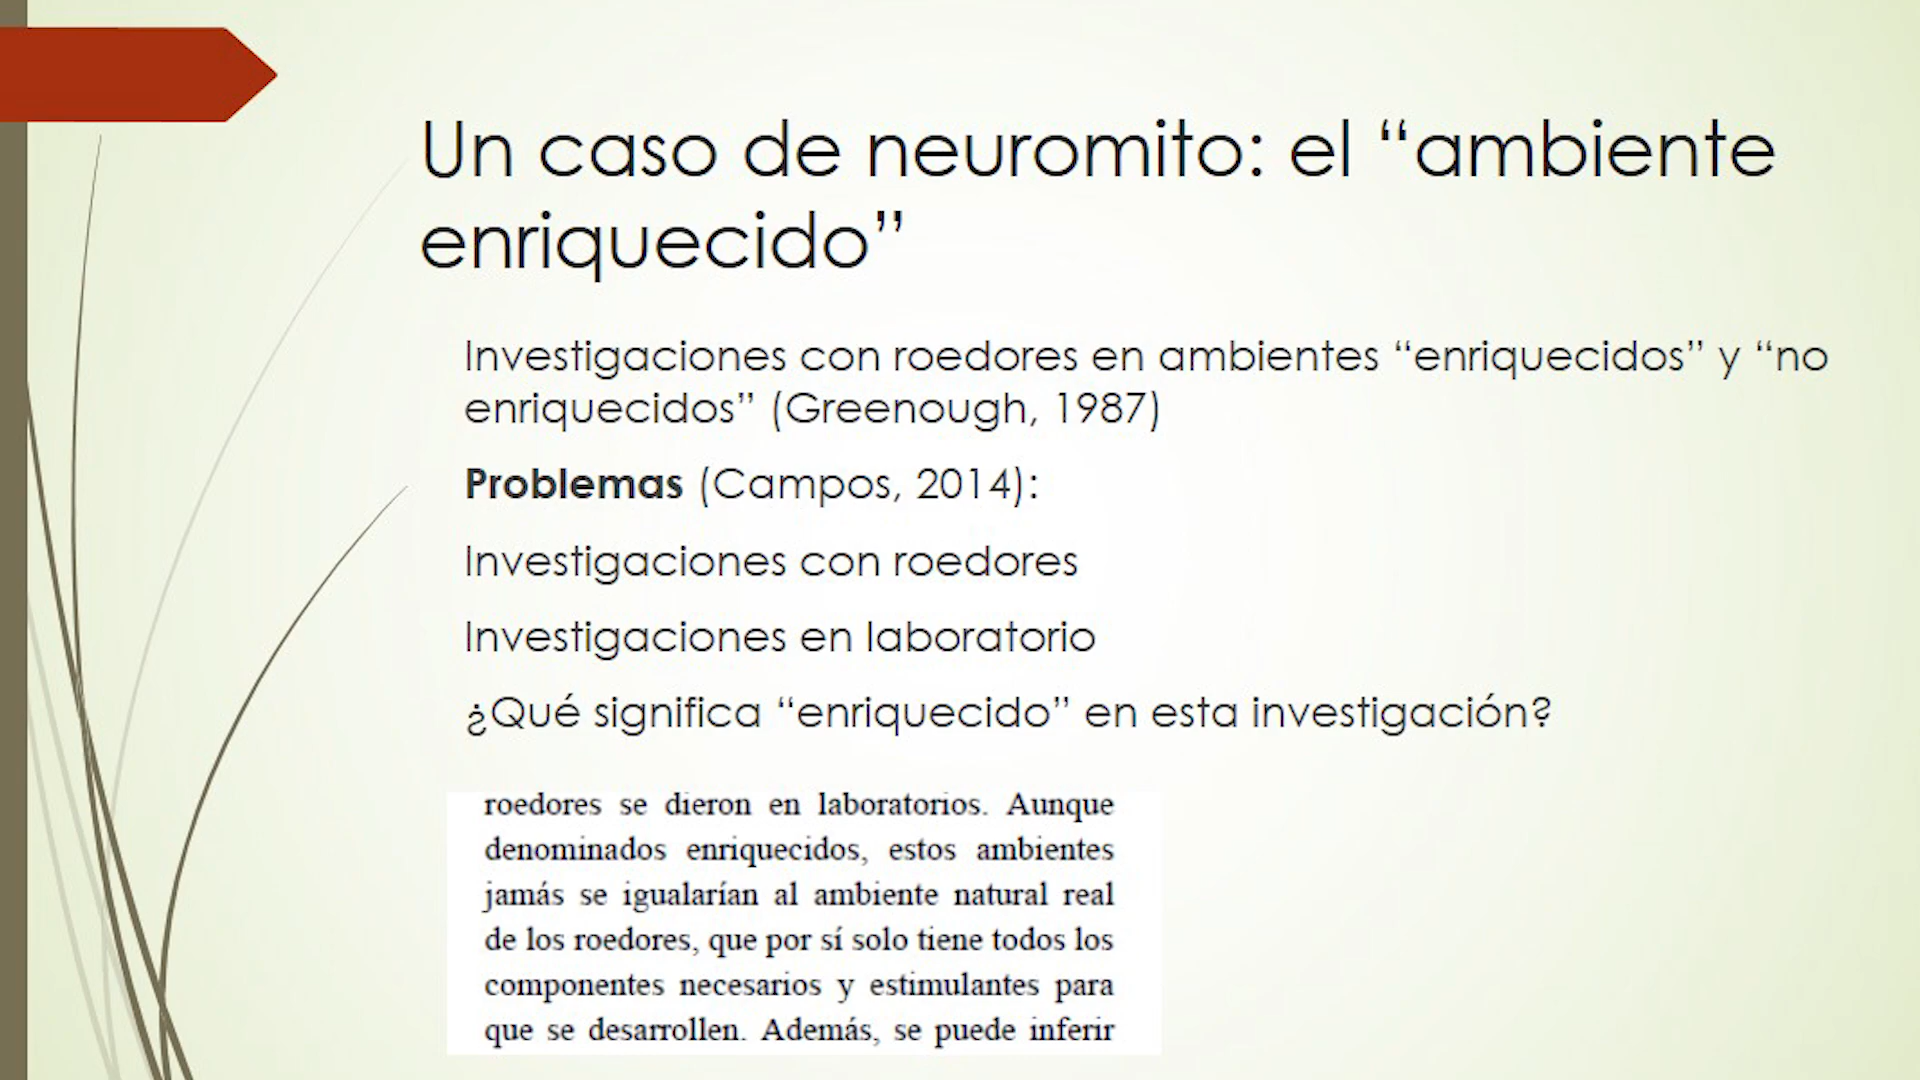 Un caso de neuromito: el “ambiente
enriquecido”
Investigaciones con roedores en ambientes “enriquecidos” y “no
enriquecidos” (Greenough, 1987)
Problemas (Campos, 2014):
Investigaciones con roedores
Investigaciones en laboratorio
¿Qué significa “enriquecido” en esta investigación?
roedores se dieron en laboratorios. Aunque
denominados enriquecidos, estos ambientes
jamás se igualarían al ambiente natural real
de los roedores, que por sí solo tiene todos los
componentes necesarios y estimulantes para
que se desarrollen. Además, se puede inferir